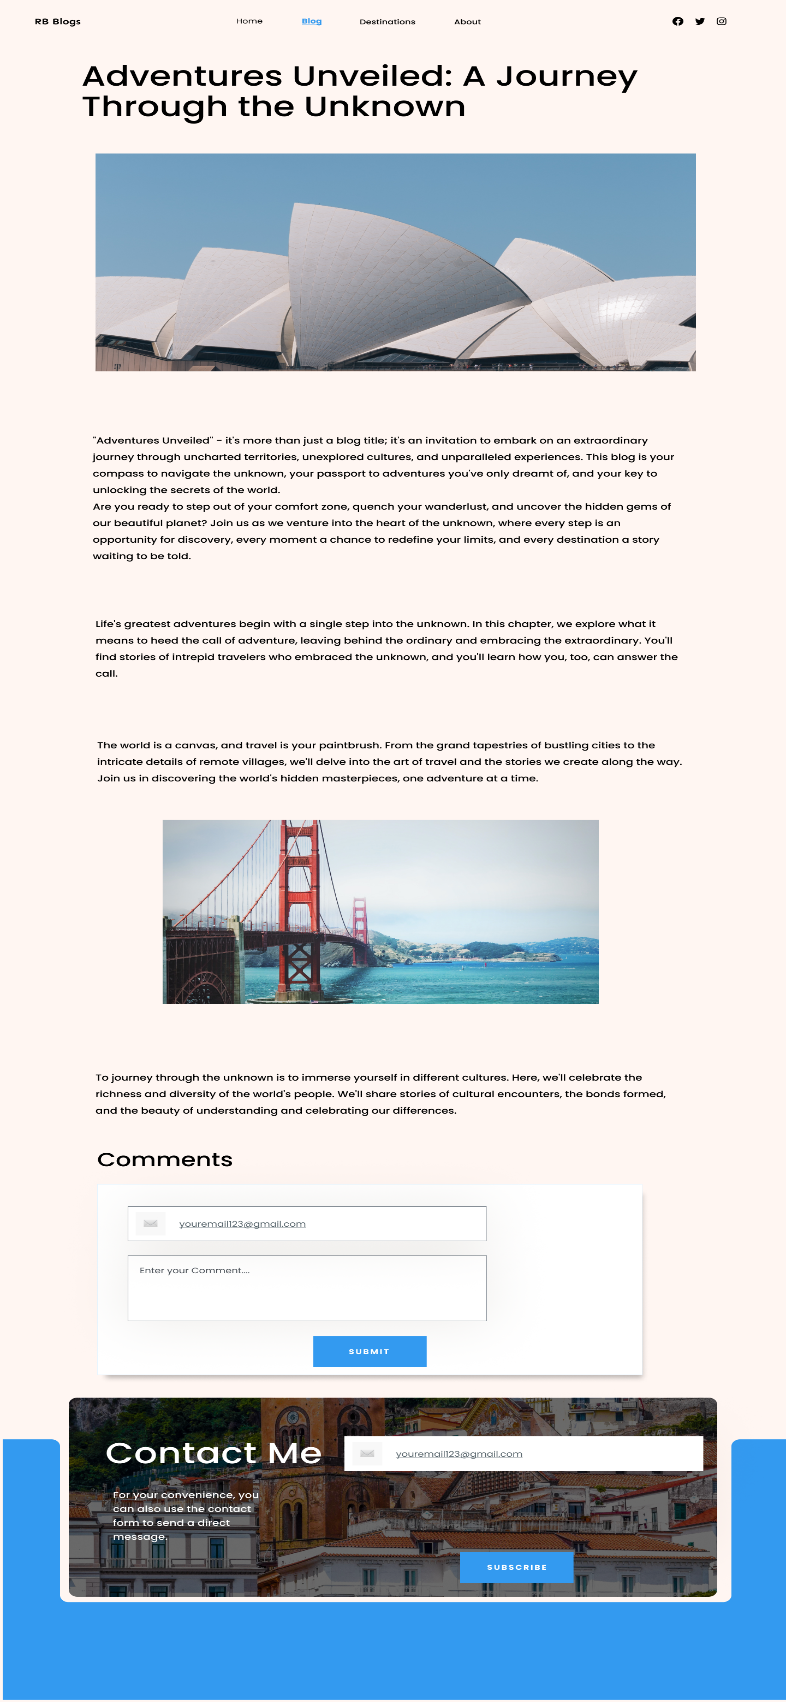 RB Blogs
Home
Blog
Destinations
About
Adventures Unveiled: A Journey
Through the Unknown
"Adventures Unveiled" - it's more than just a blog title; it's an invitation to embark on an extraordinary
journey through uncharted territories, unexplored cultures, and unparalleled experiences. This blog is your
compass to navigate the unknown, your passport to adventures you've only dreamt of, and your key to
unlocking the secrets of the world.
Are you ready to step out of your comfort zone, quench your wanderlust, and uncover the hidden gems of
our beautiful planet? Join us as we venture into the heart of the unknown, where every step is an
opportunity for discovery, every moment a chance to redefine your limits, and every destination a story
waiting to be told.
Life's greatest adventures begin with a single step into the unknown. In this chapter, we explore what it
means to heed the call of adventure, leaving behind the ordinary and embracing the extraordinary. You'll
find stories of intrepid travelers who embraced the unknown, and you'll learn how you, too, can answer the
call.
The world is a canvas, and travel is your paintbrush. From the grand tapestries of bustling cities to the
intricate details of remote villages, we'll delve into the art of travel and the stories we create along the way.
Join us in discovering the world's hidden masterpieces, one adventure at a time.
To journey through the unknown is to immerse yourself in different cultures. Here, we'll celebrate the
richness and diversity of the world's people. We'll share stories of cultural encounters, the bonds formed,
and the beauty of understanding and celebrating our differences.
Comments
youremail123@gmail.com
Enter your Comment....
SUBMIT
Contact Me
youremail123@gmail.com
For your convenience, you
can also use the contact
form to send a direct
message.
SUBSCRIBE